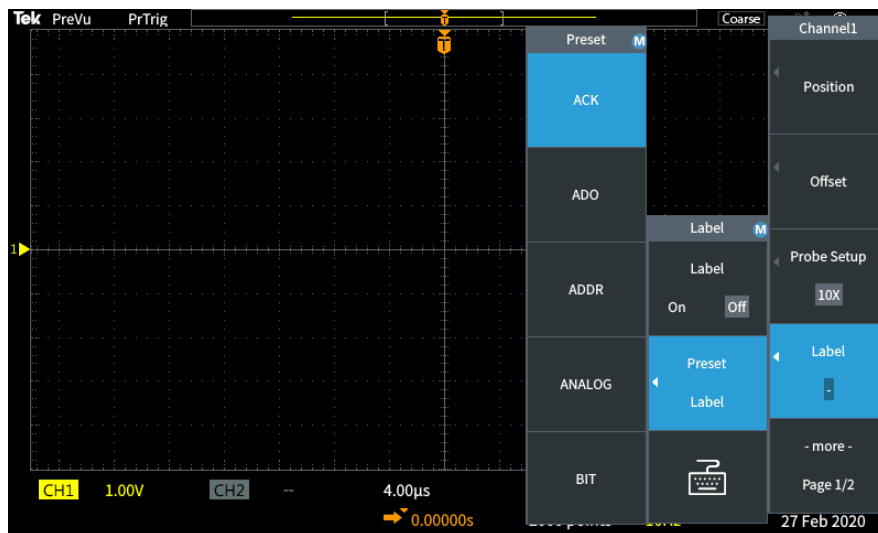 Tek PreVu PrTrig Coarse
T
T
1
Channel1
Position
Offset
Probe Setup
10X
Label
-
- more -
Page 1/2
Label M
Label
On Off
Preset
Label
Preset M
ACK
ADO
ADDR
ANALOG
BIT
CH1 1.00V CH2 -- 4.00µs
0.00000s
27 Feb 2020